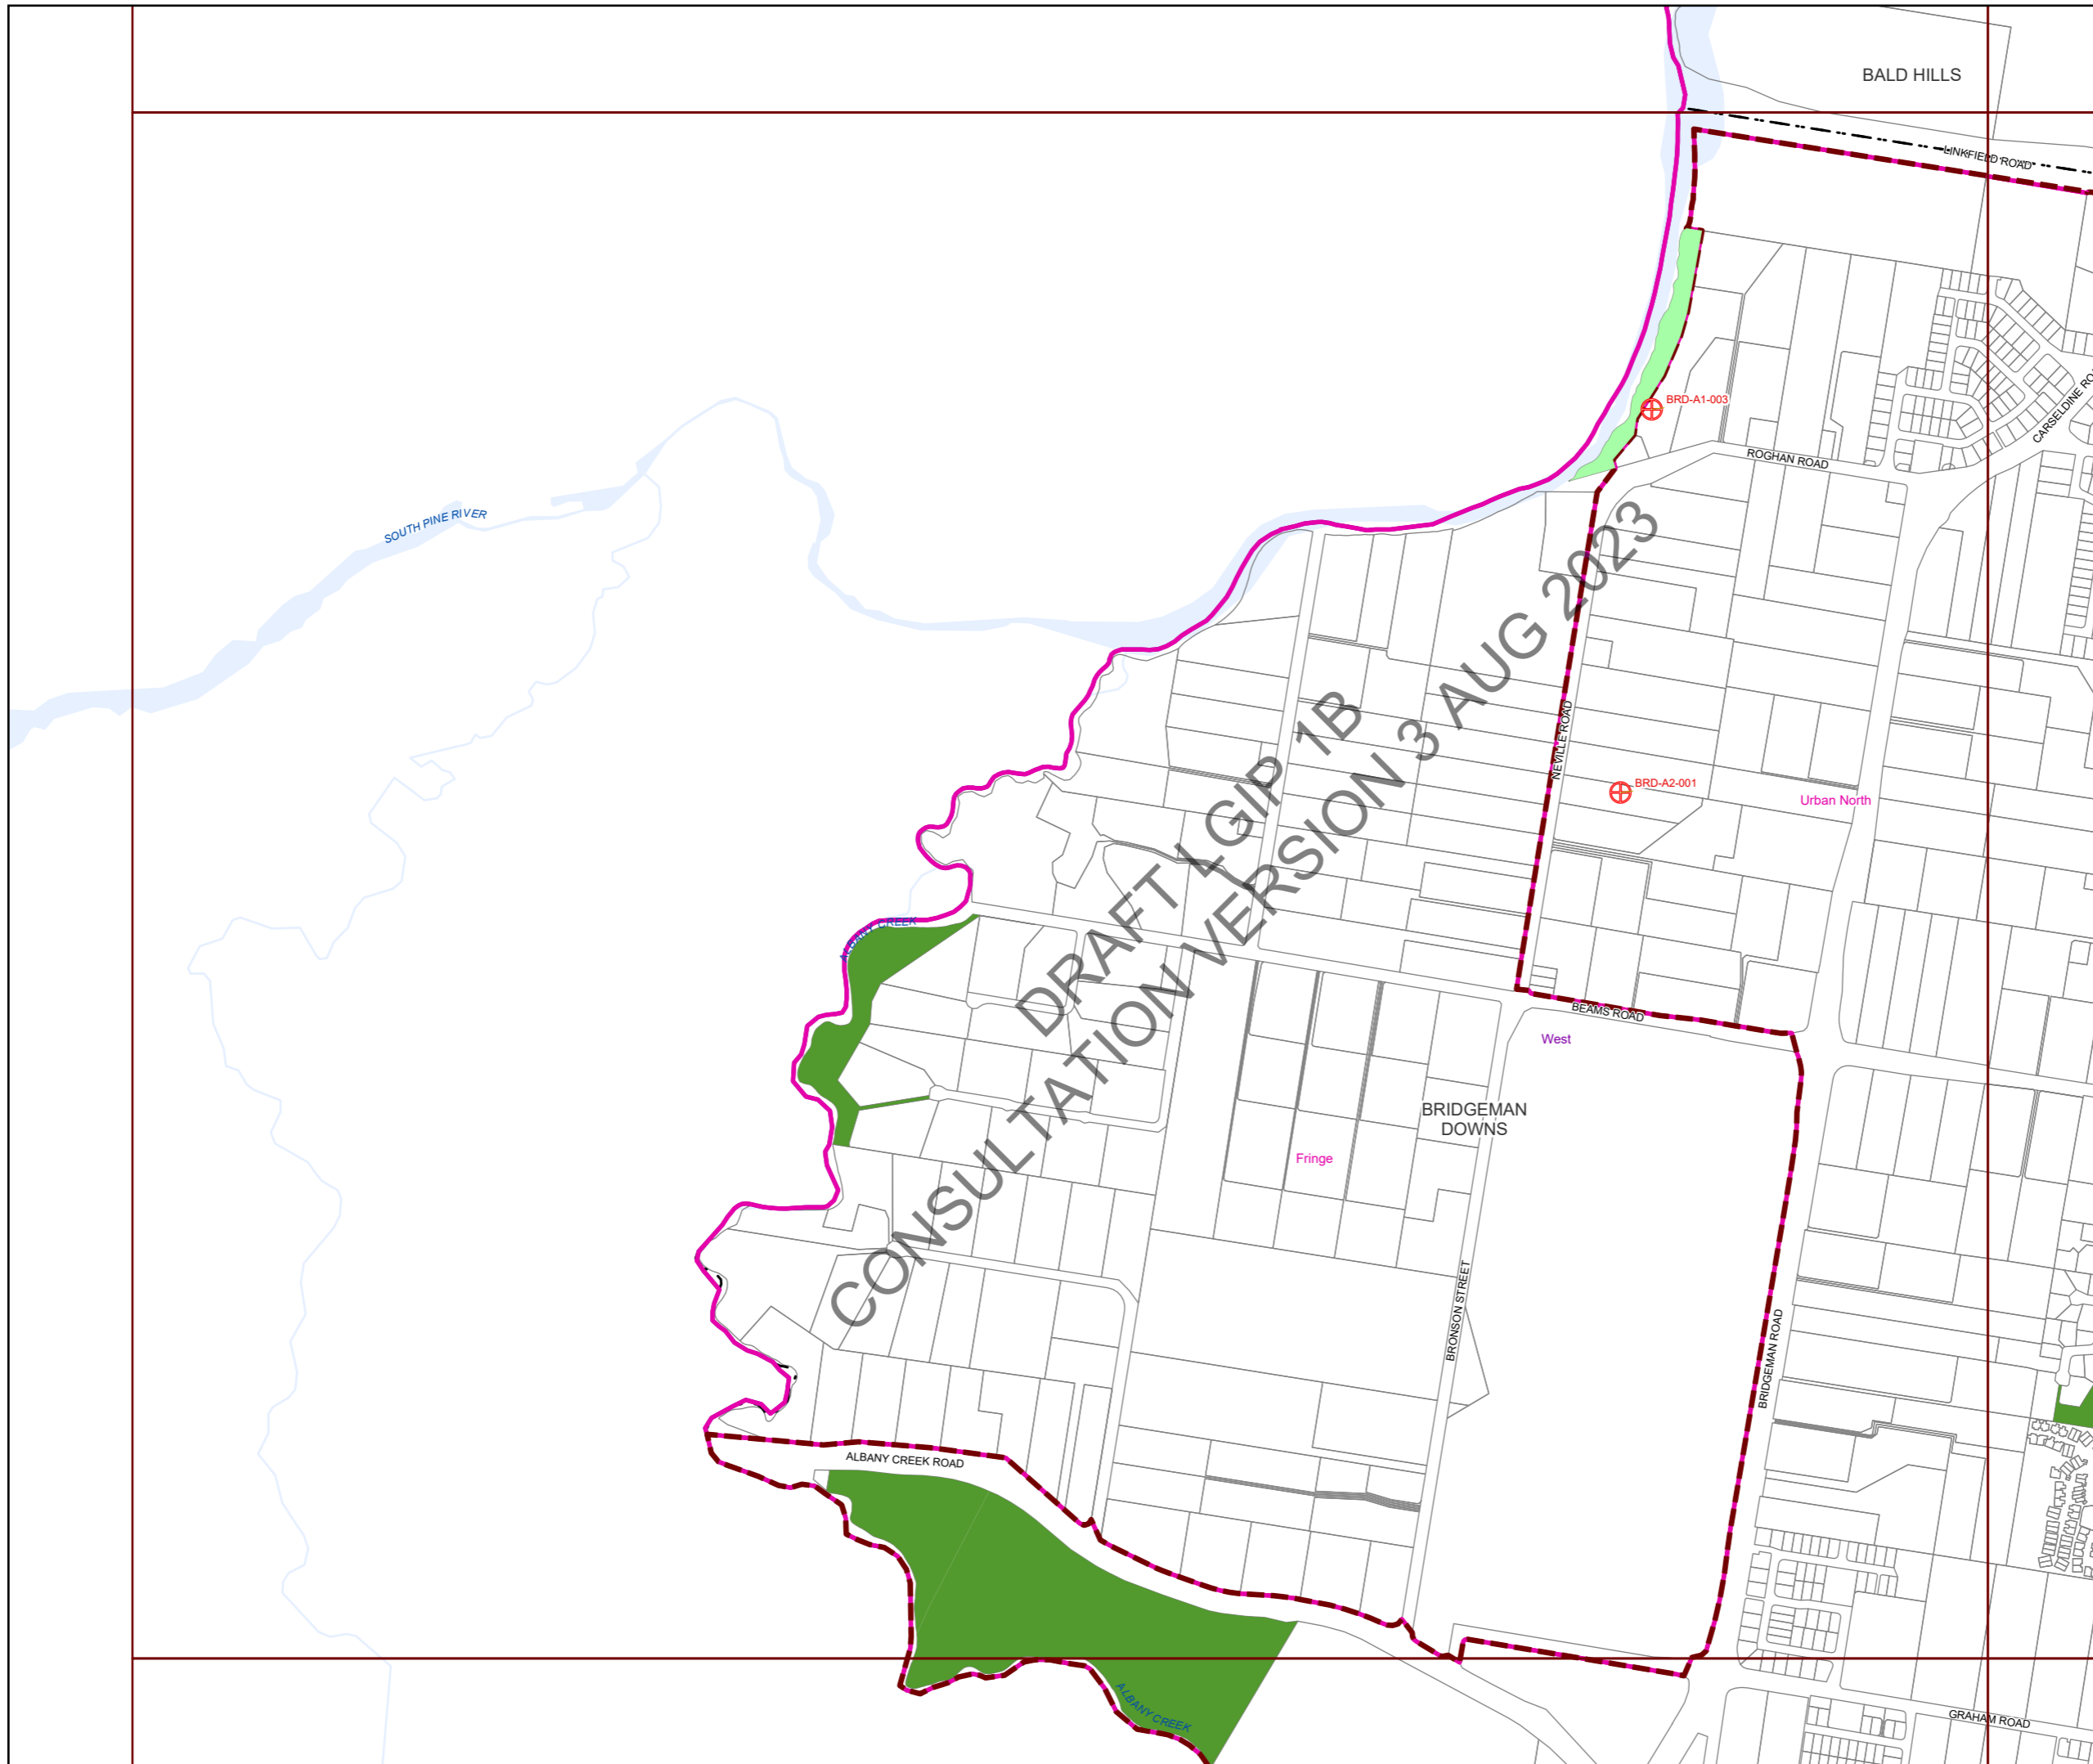 BALD HILLS
LINKFIELD ROAD
BRD-A1-003
CARSELDINE RO
ROGHAN ROAD
SOUTH PINE RIVER
DRAFT LGIP 1B
CONSULTATION VERSION 3 AUG 2023
NEVILLE ROAD
BRD-A2-001
Urban North
ALBANY CREEK
BEAMS ROAD
West
BRIDGEMAN
DOWNS
Fringe
BRONSON STREET
BRIDGEMAN ROAD
ALBANY CREEK ROAD
ALBANY CREEK
GRAHAM ROAD